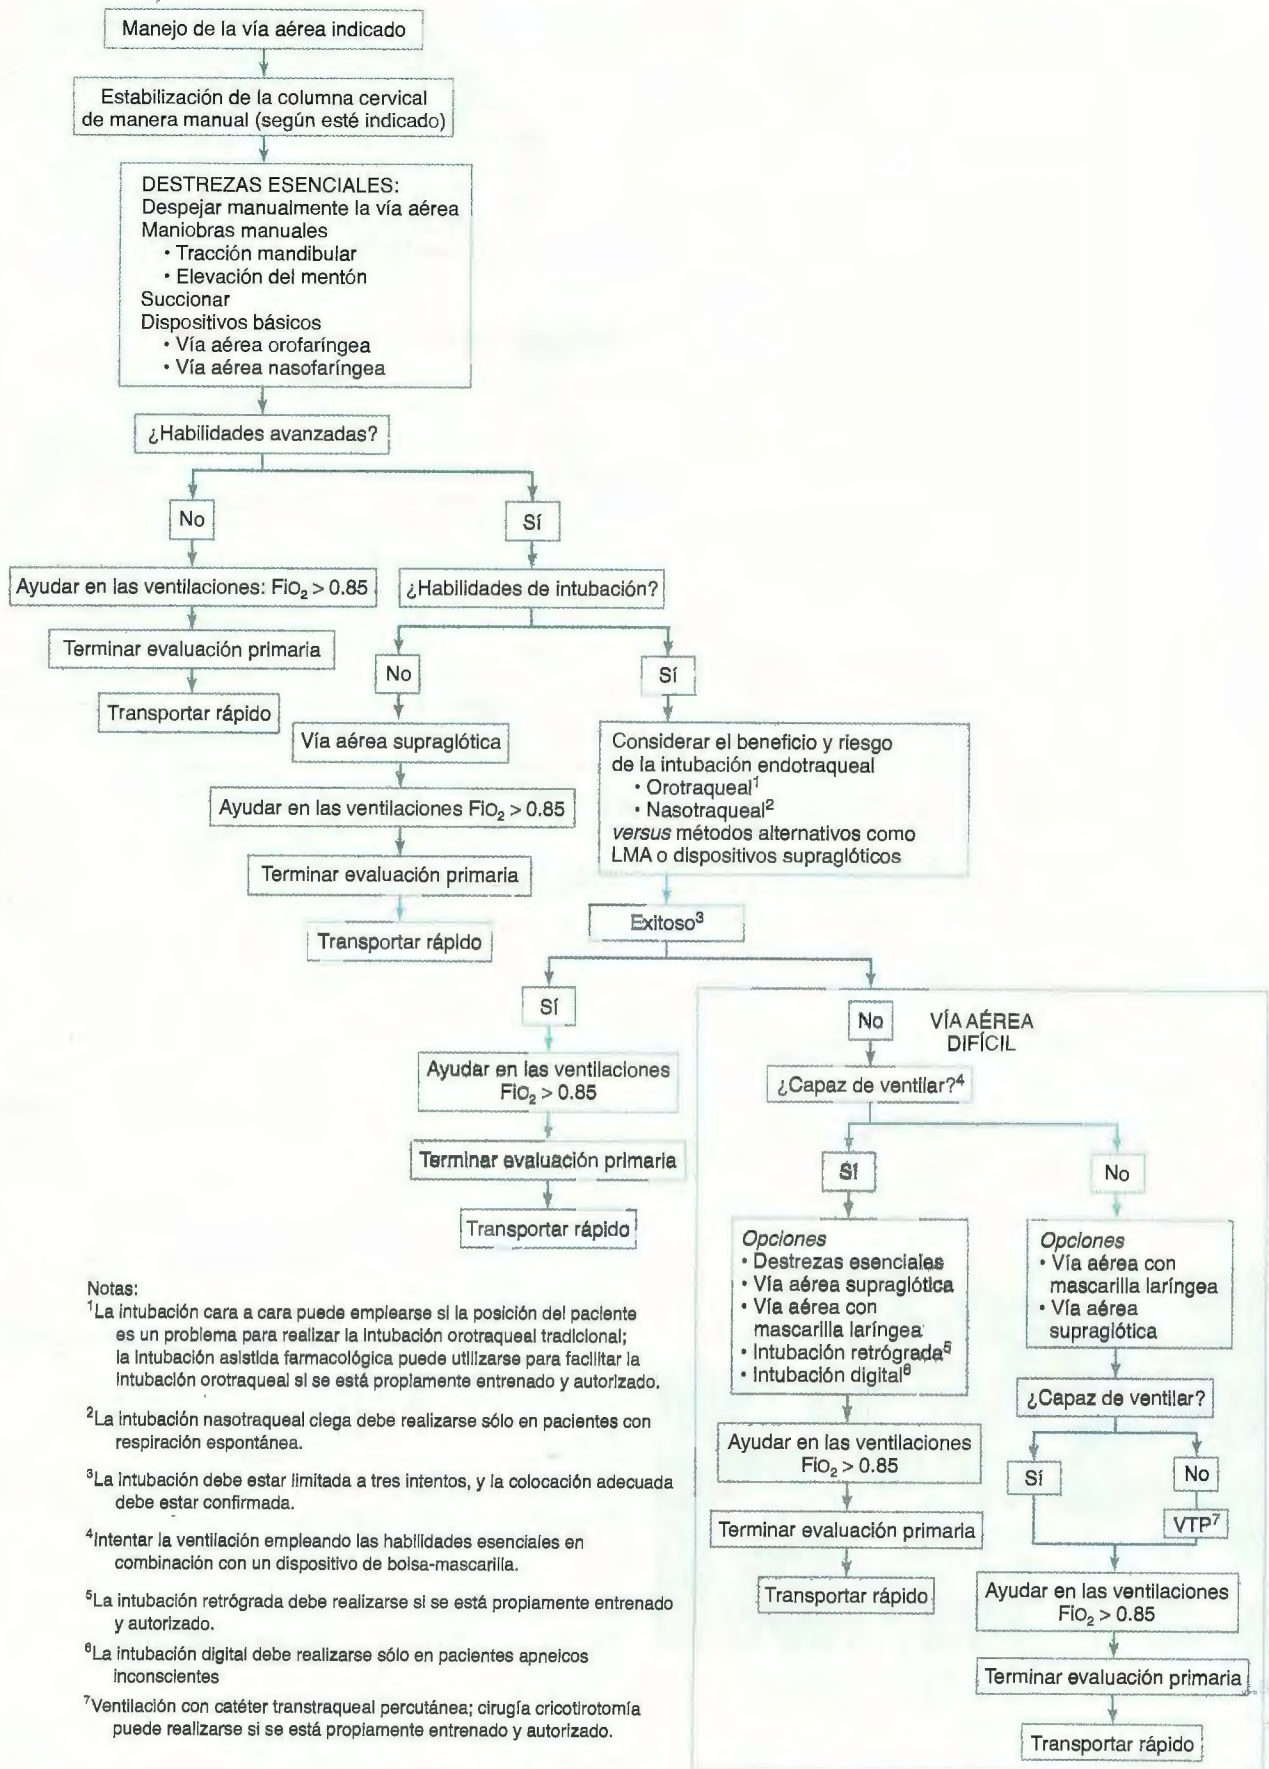 Manejo de la vía aérea indicado
Estabilización de la columna cervical
de manera manual (según esté indicado)
DESTREZAS ESENCIALES:
Despejar manualmente la vía aérea
Maniobras manuales
• Tracción mandibular
• Elevación del mentón
Succionar
Dispositivos básicos
• Vía aérea orofaríngea
• Vía aérea nasofaríngea
¿Habilidades avanzadas?
No
Sí
Ayudar en las ventilaciones: FiO₂ > 0.85
¿Habilidades de intubación?
Terminar evaluación primaria
Transportar rápido
No
Sí
Vía aérea supraglótica
Ayudar en las ventilaciones FiO₂ > 0.85
Terminar evaluación primaria
Transportar rápido
Considerar el beneficio y riesgo
de la intubación endotraqueal
• Orotraqueal¹
• Nasotraqueal²
versus métodos alternativos como
LMA o dispositivos supraglóticos
Exitoso³
Sí
Ayudar en las ventilaciones
FiO₂ > 0.85
Terminar evaluación primaria
Transportar rápido
No
VÍA AÉREA
DIFÍCIL
¿Capaz de ventilar?⁴
Sí
No
Opciones
• Destrezas esenciales
• Vía aérea supraglótica
• Vía aérea con
mascarilla laríngea
• Intubación retrógrada⁵
• Intubación digital⁶
Ayudar en las ventilaciones
FiO₂ > 0.85
Terminar evaluación primaria
Transportar rápido
Opciones
• Vía aérea con
mascarilla laríngea
• Vía aérea
supraglótica
¿Capaz de ventilar?
Sí
No
VTP⁷
Ayudar en las ventilaciones
FiO₂ > 0.85
Terminar evaluación primaria
Transportar rápido
Notas:
¹La intubación cara a cara puede emplearse si la posición del paciente
es un problema para realizar la intubación orotraqueal tradicional;
la intubación asistida farmacológica puede utilizarse para facilitar la
intubación orotraqueal si se está propiamente entrenado y autorizado.
²La intubación nasotraqueal ciega debe realizarse sólo en pacientes con
respiración espontánea.
³La intubación debe estar limitada a tres intentos, y la colocación adecuada
debe estar confirmada.
⁴Intentar la ventilación empleando las habilidades esenciales en
combinación con un dispositivo de bolsa-mascarilla.
⁵La intubación retrógrada debe realizarse si se está propiamente entrenado
y autorizado.
⁶La intubación digital debe realizarse sólo en pacientes apneicos
inconscientes
⁷Ventilación con catéter transtraqueal percutánea; cirugía cricotirotomía
puede realizarse si se está propiamente entrenado y autorizado.